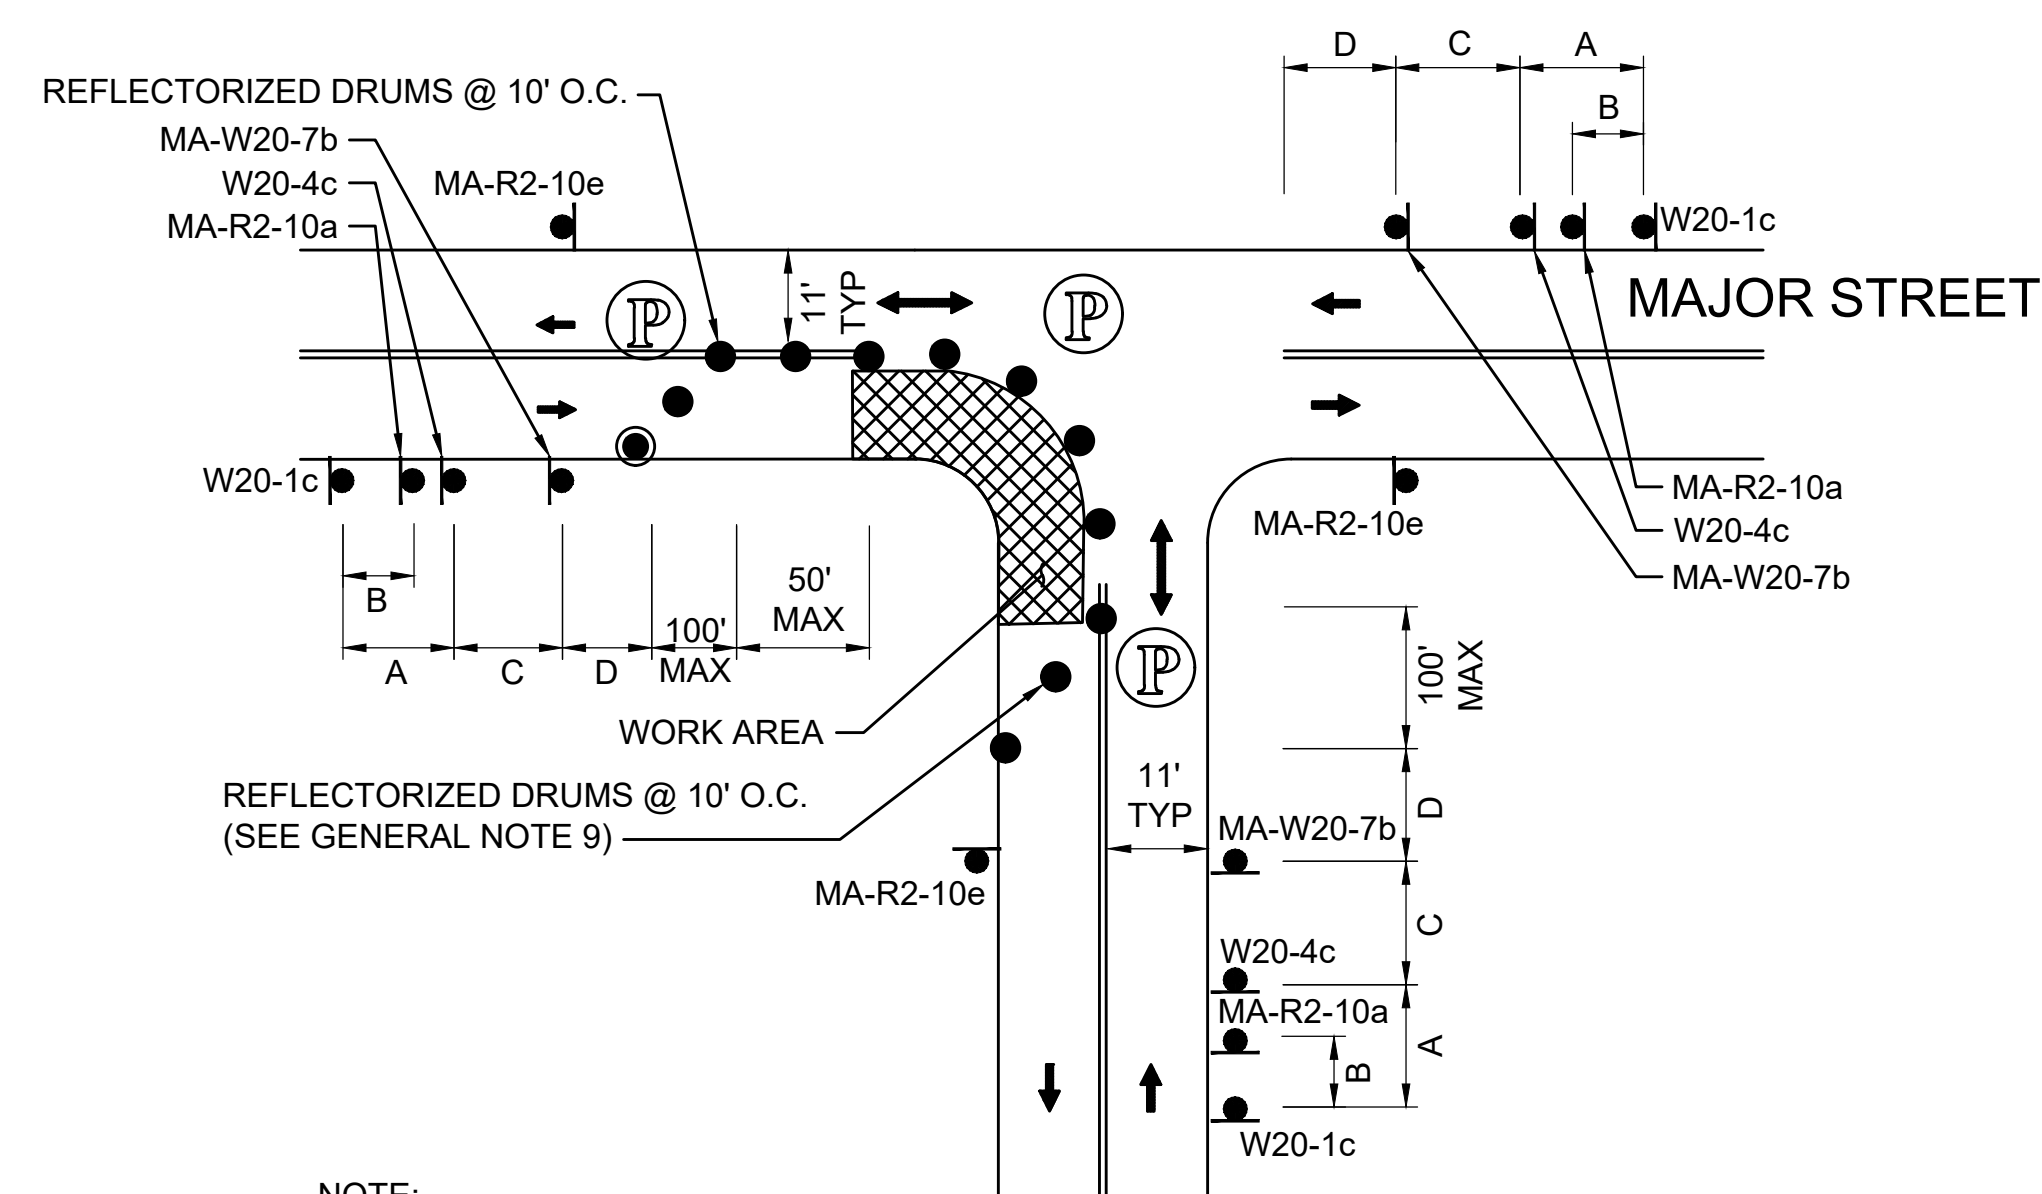 D
C
A
B
REFLECTORIZED DRUMS @ 10' O.C.
MA-W20-7b
W20-4c
MA-R2-10a
MA-R2-10e
W20-1c
MAJOR STREET
P
11'
TYP
P
W20-1c
MA-R2-10e
MA-R2-10a
W20-4c
MA-W20-7b
B
A
C
D
100'
MAX
50'
MAX
WORK AREA
P
100'
MAX
REFLECTORIZED DRUMS @ 10' O.C.
(SEE GENERAL NOTE 9)
11'
TYP
MA-R2-10e
MA-W20-7b
D
C
W20-4c
MA-R2-10a
A
B
W20-1c
NOTE: